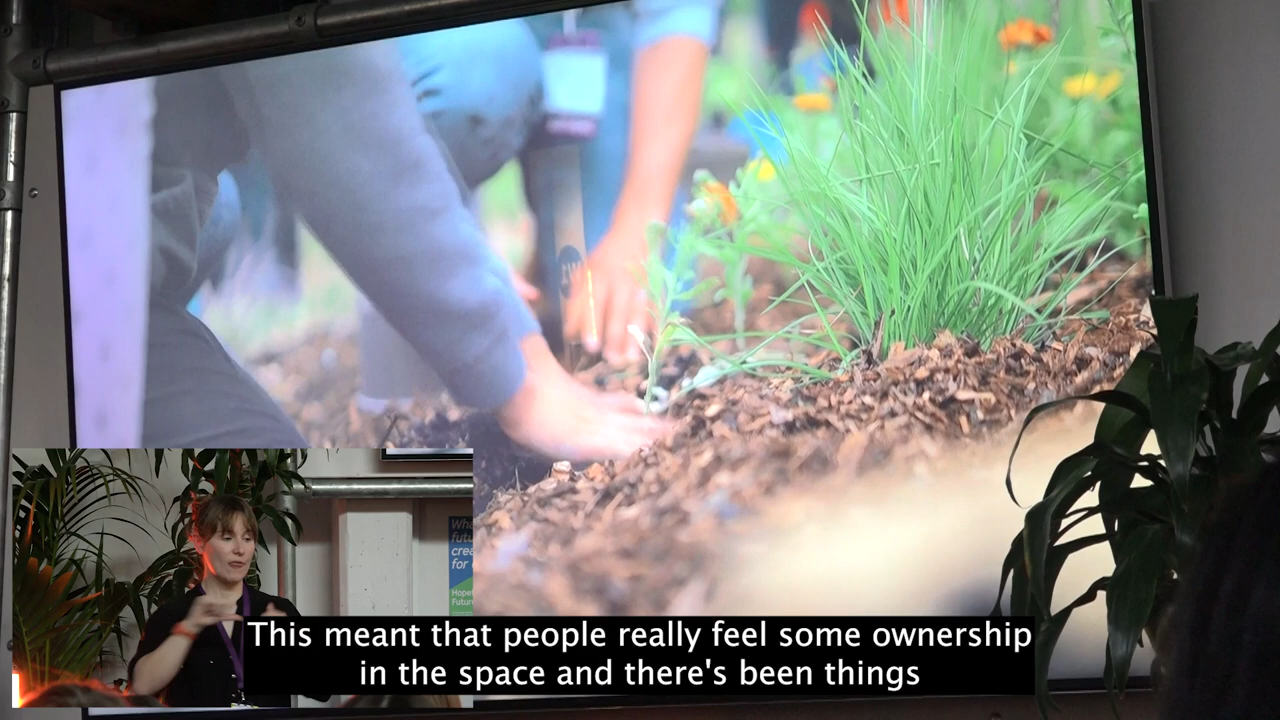 This meant that people really feel some ownership
in the space and there's been things